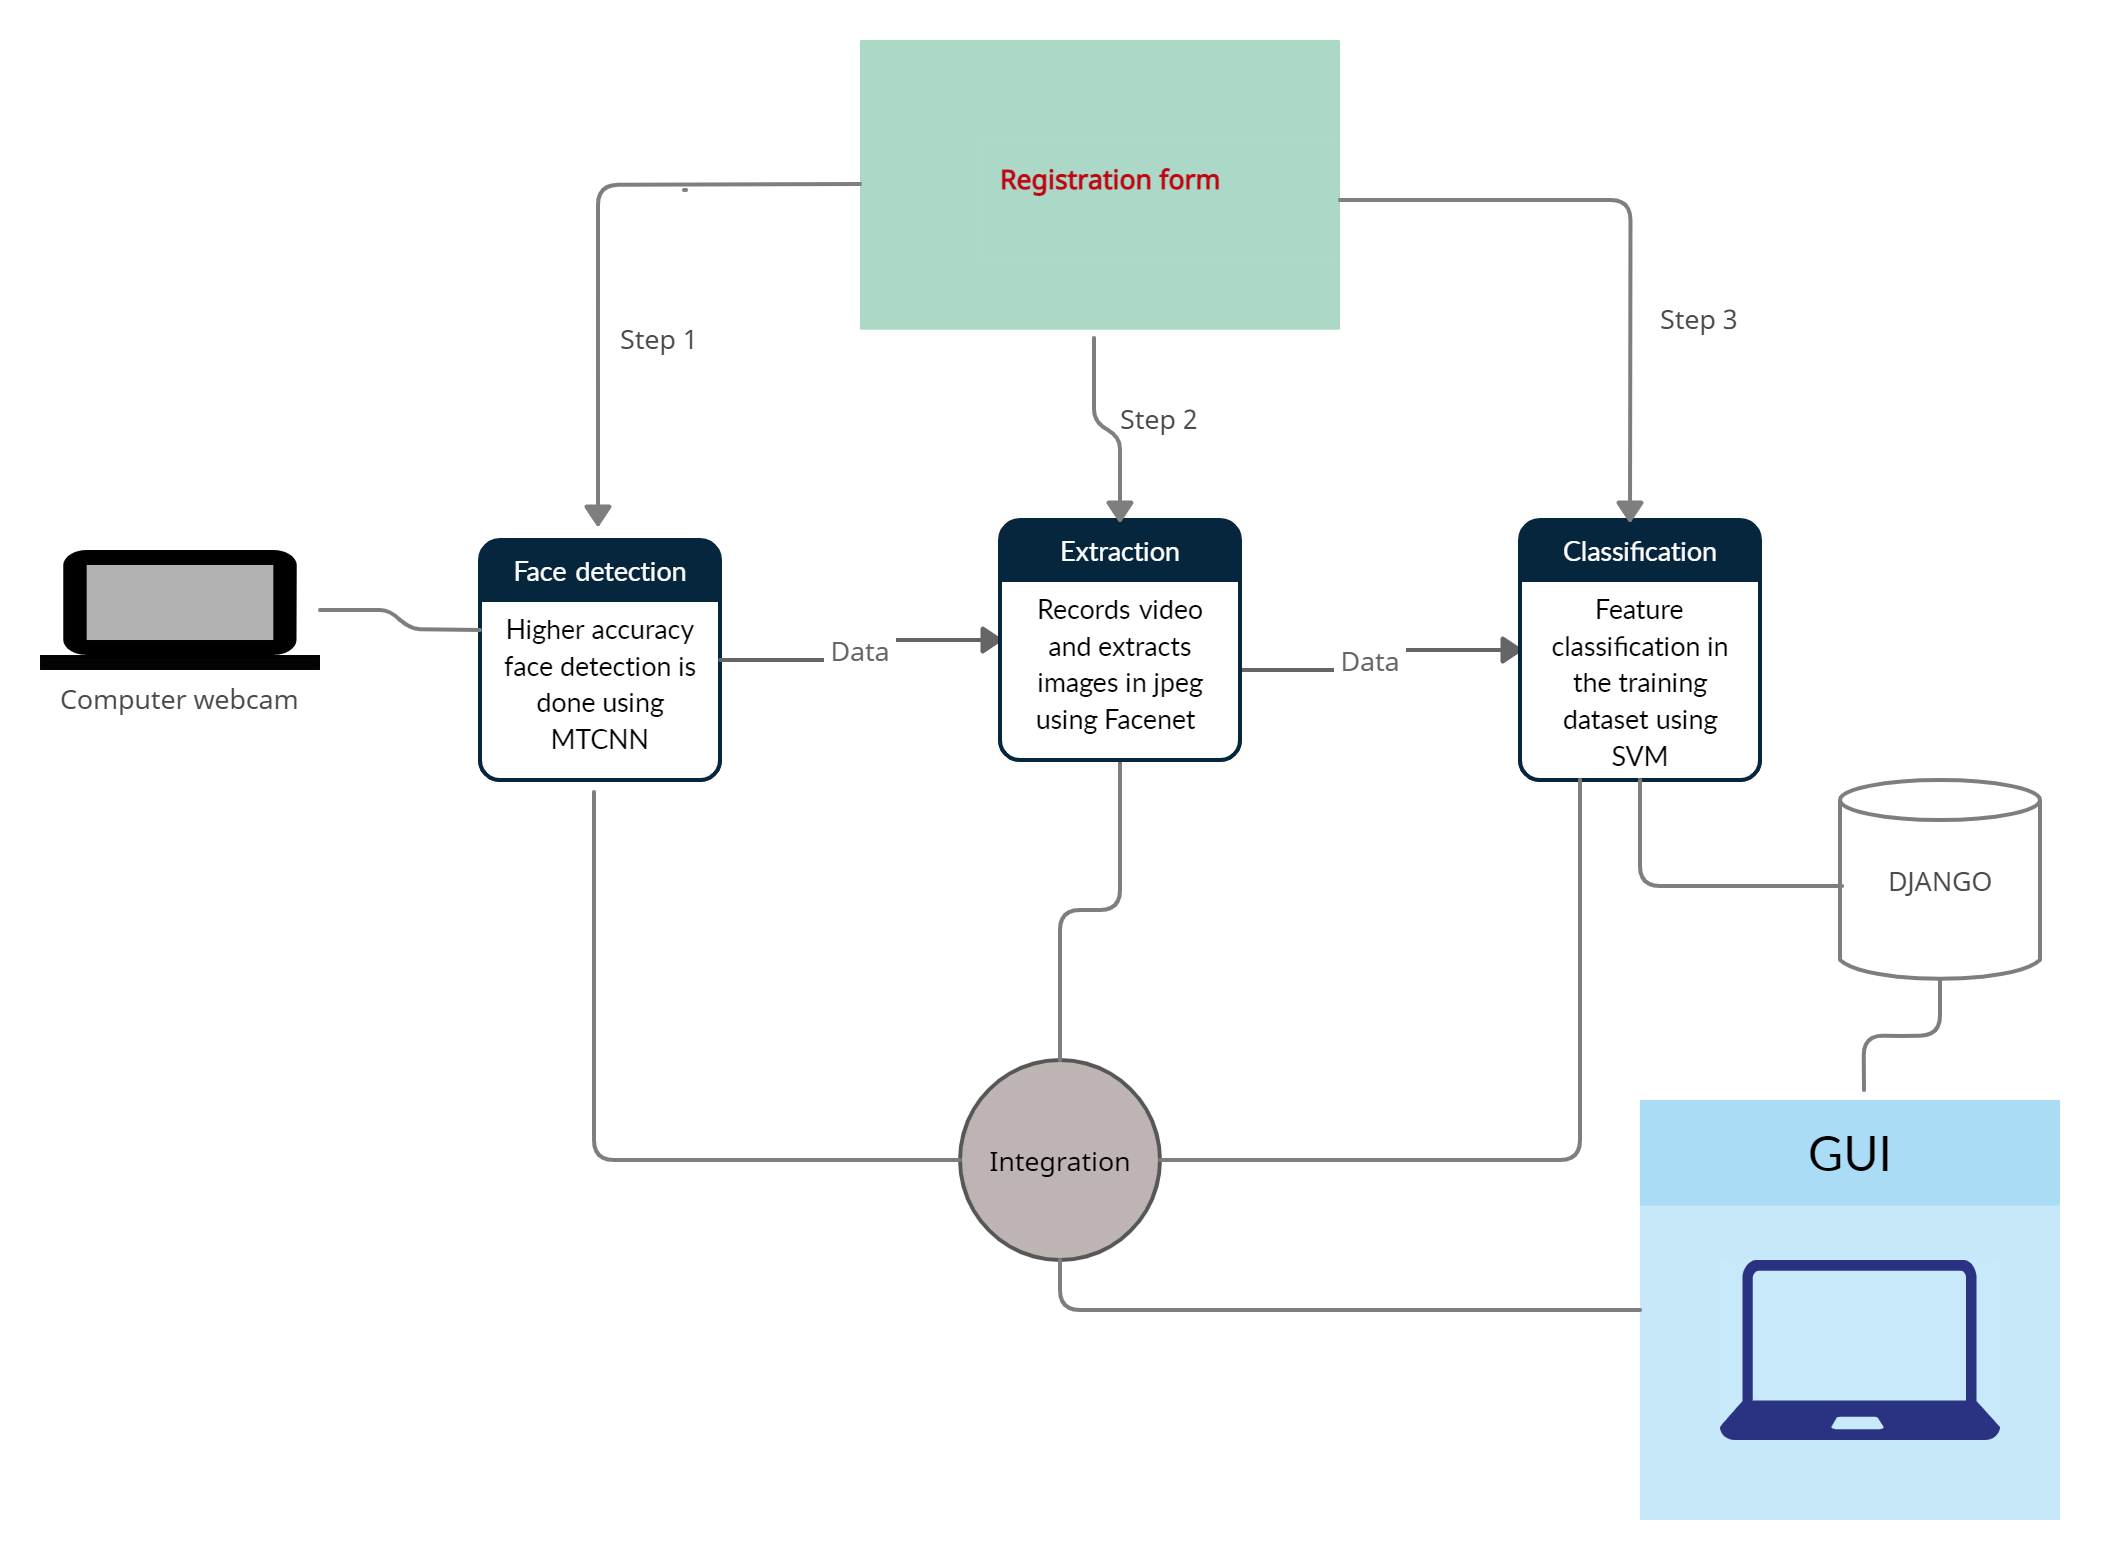 Registration form
Step 1
Step 2
Step 3
Face detection
Higher accuracy
face detection is
done using
MTCNN
Data
Extraction
Records video
and extracts
images in jpeg
using Facenet
Data
Classification
Feature
classification in
the training
dataset using
SVM
Computer webcam
DJANGO
Integration
GUI